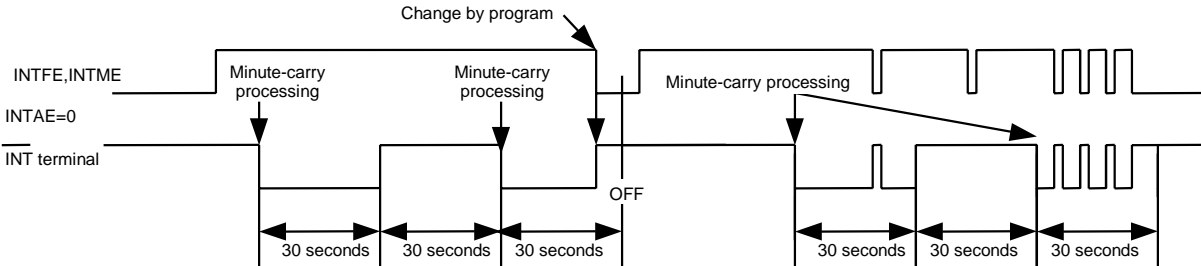 Change by program
INTFE,INTME
Minute-carry
processing
Minute-carry
processing
Minute-carry processing
INTAE=0
INT terminal
OFF
30 seconds
30 seconds
30 seconds
30 seconds
30 seconds
30 seconds